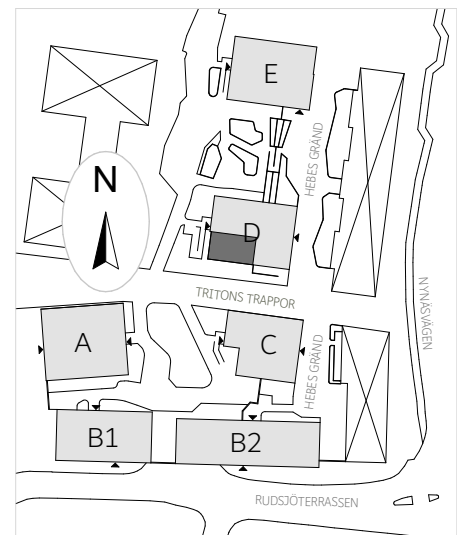 E
HEBES GRÄND
N
D
TRITONS TRAPPOR
NYNÄSVÄGEN
A
C
HEBES GRÄND
B1
B2
RUDSJÖTERRASSEN